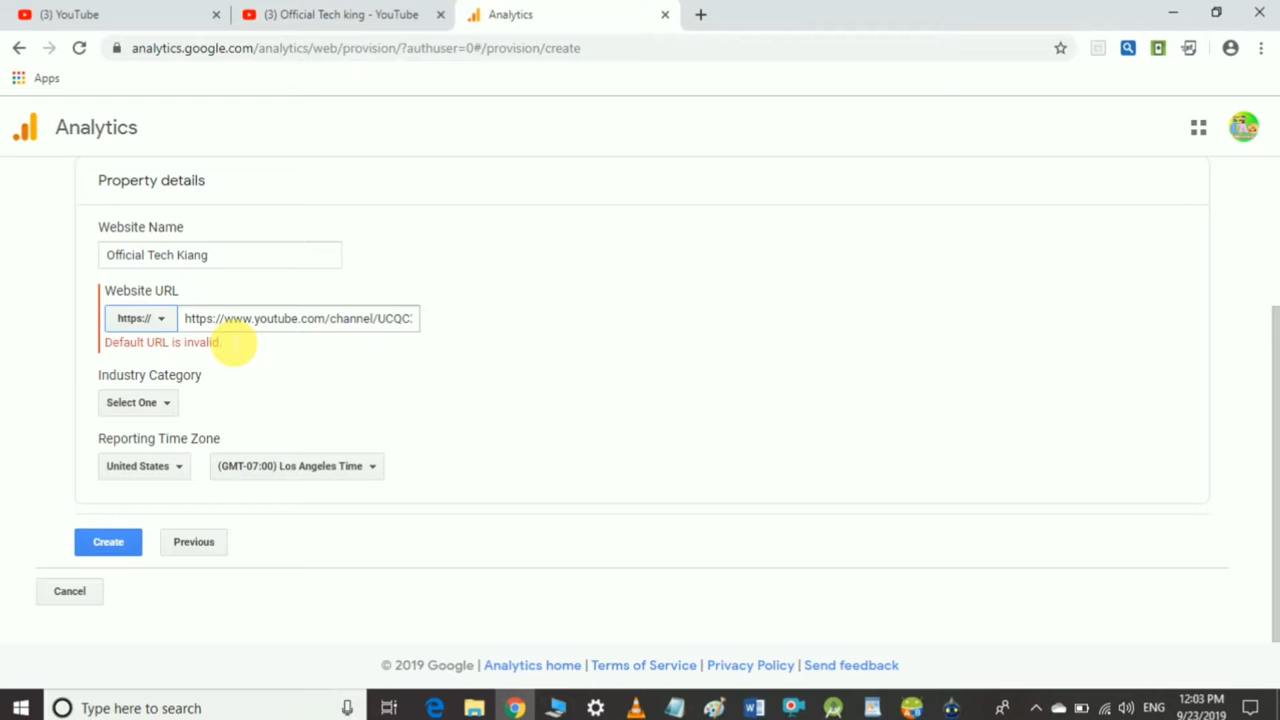 (3) YouTube
(3) Official Tech king - YouTube
Analytics
analytics.google.com/analytics/web/provision/?authuser=0#/provision/create
Apps
Analytics
Property details
Website Name
Official Tech Kiang
Website URL
https://
https://www.youtube.com/channel/UCQC
Default URL is invalid.
Industry Category
Select One
Reporting Time Zone
United States
(GMT-07:00) Los Angeles Time
Create
Previous
Cancel
© 2019 Google | Analytics home | Terms of Service | Privacy Policy | Send feedback
Type here to search
ENG
12:03 PM
9/23/2019